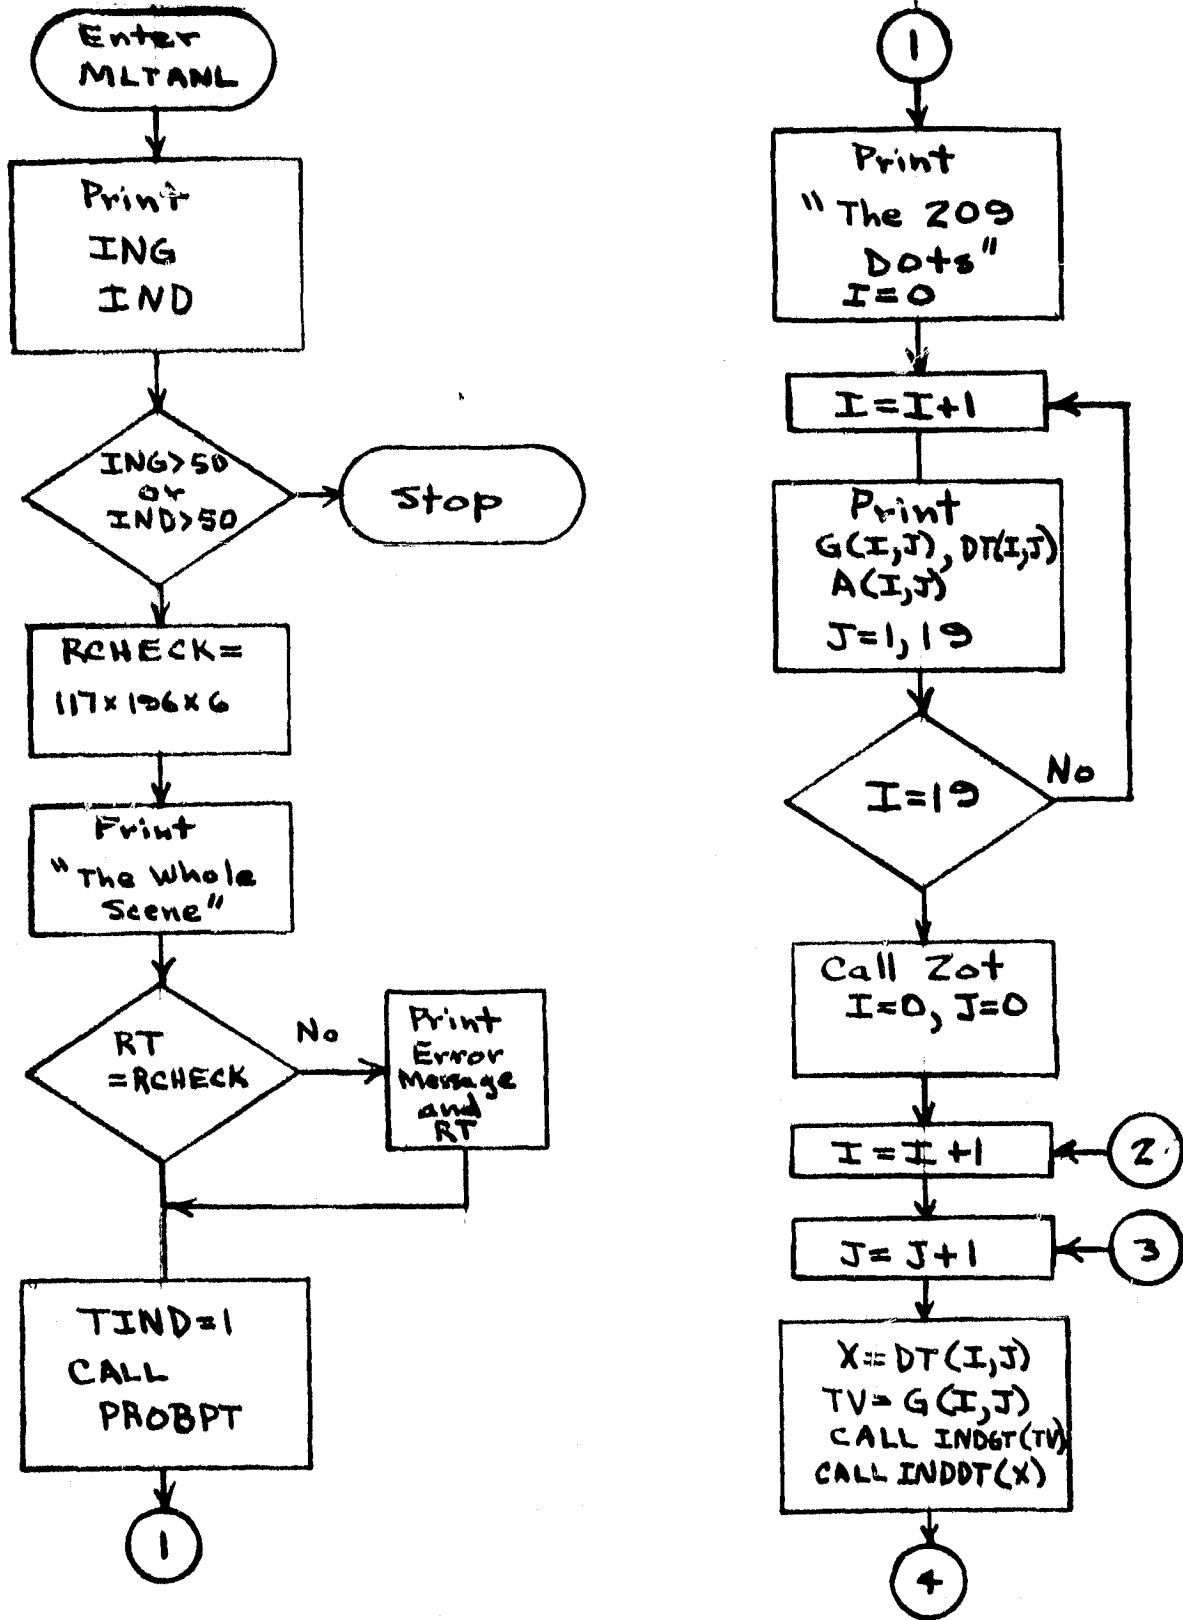 Enter
MLTANL
Print
ING
IND
ING>50
or
IND>50
Stop
RCHECK=
117×196×6
Print
"The Whole
Scene"
RT
=RCHECK
No
Print
Error
Message
and
RT
TIND=1
CALL
PROBPT
1
1
Print
"The 209
Dots"
I=0
I=I+1
Print
G(I,J), DT(I,J)
A(I,J)
J=1,19
I=19
No
Call Zot
I=0, J=0
I=I+1
2
J=J+1
3
X=DT(I,J)
TV=G(I,J)
CALL INDGT(TV)
CALL INDDT(X)
4